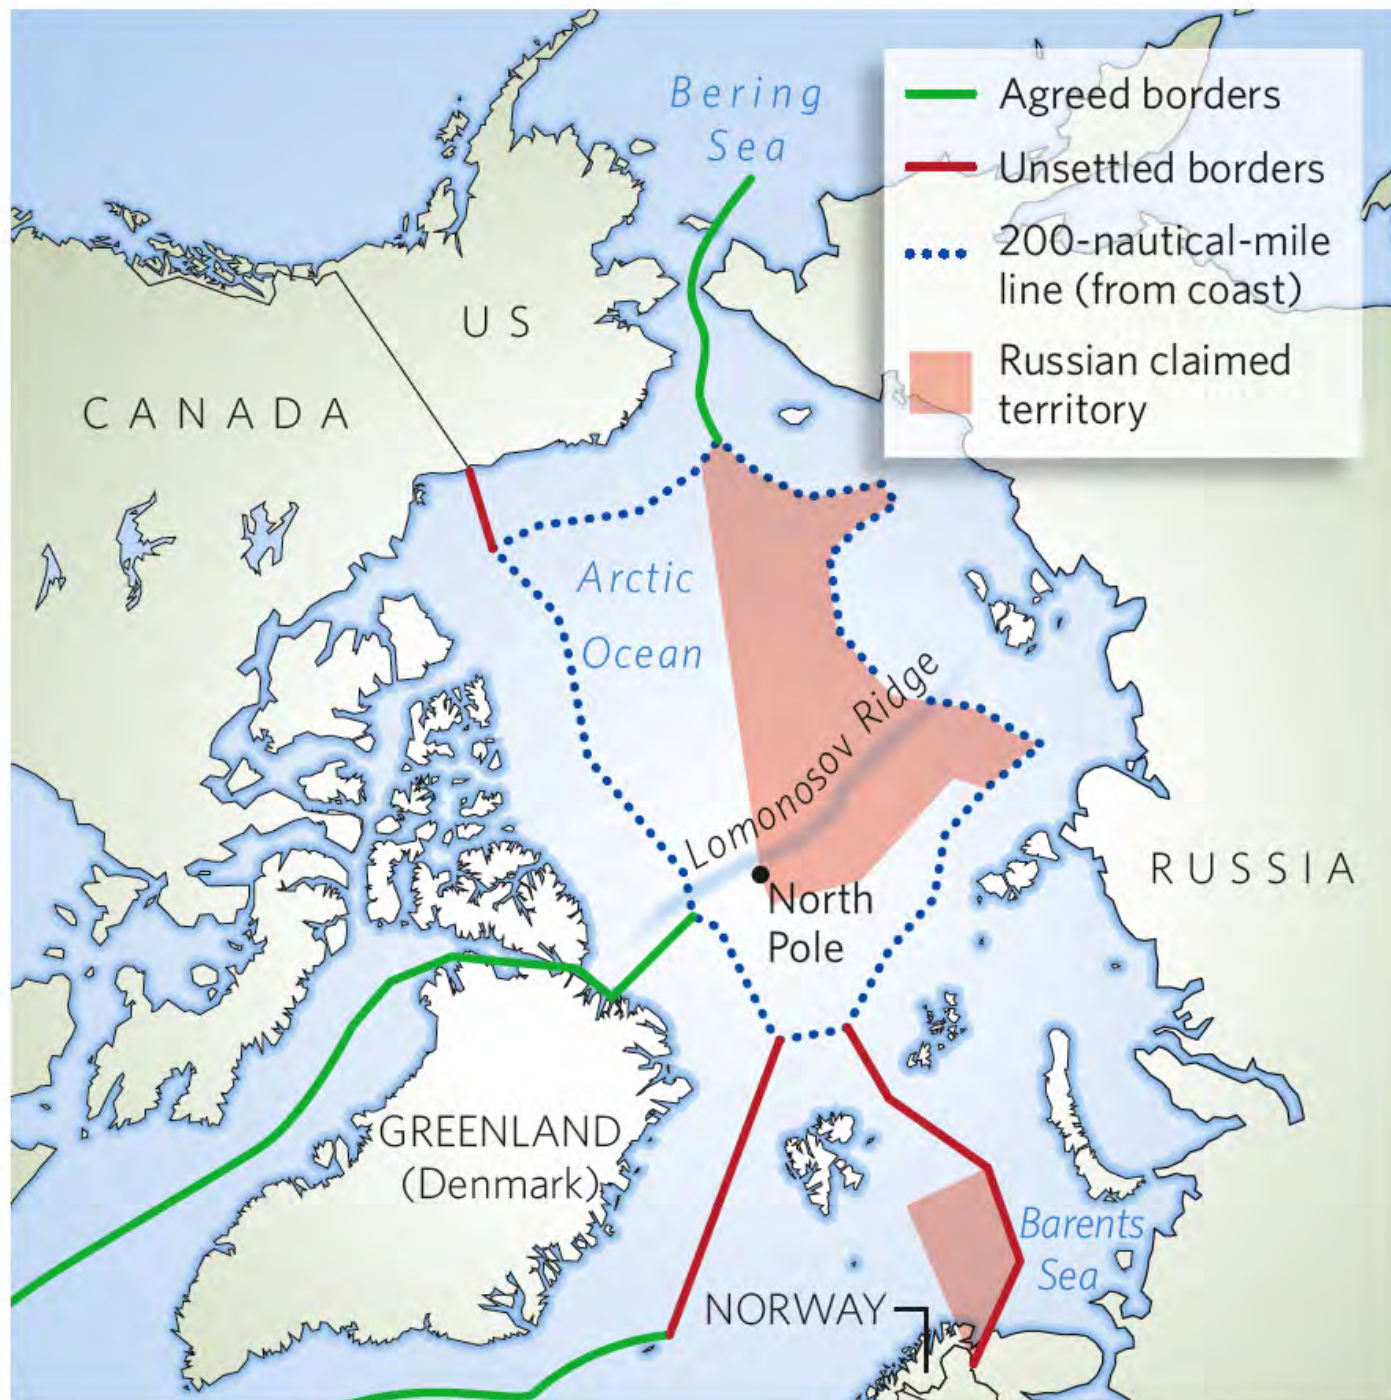 Bering
Sea
Agreed borders
Unsettled borders
200-nautical-mile
line (from coast)
Russian claimed
territory
US
CANADA
Arctic
Ocean
Lomonosov Ridge
North
Pole
RUSSIA
GREENLAND
(Denmark)
Barents
Sea
NORWAY